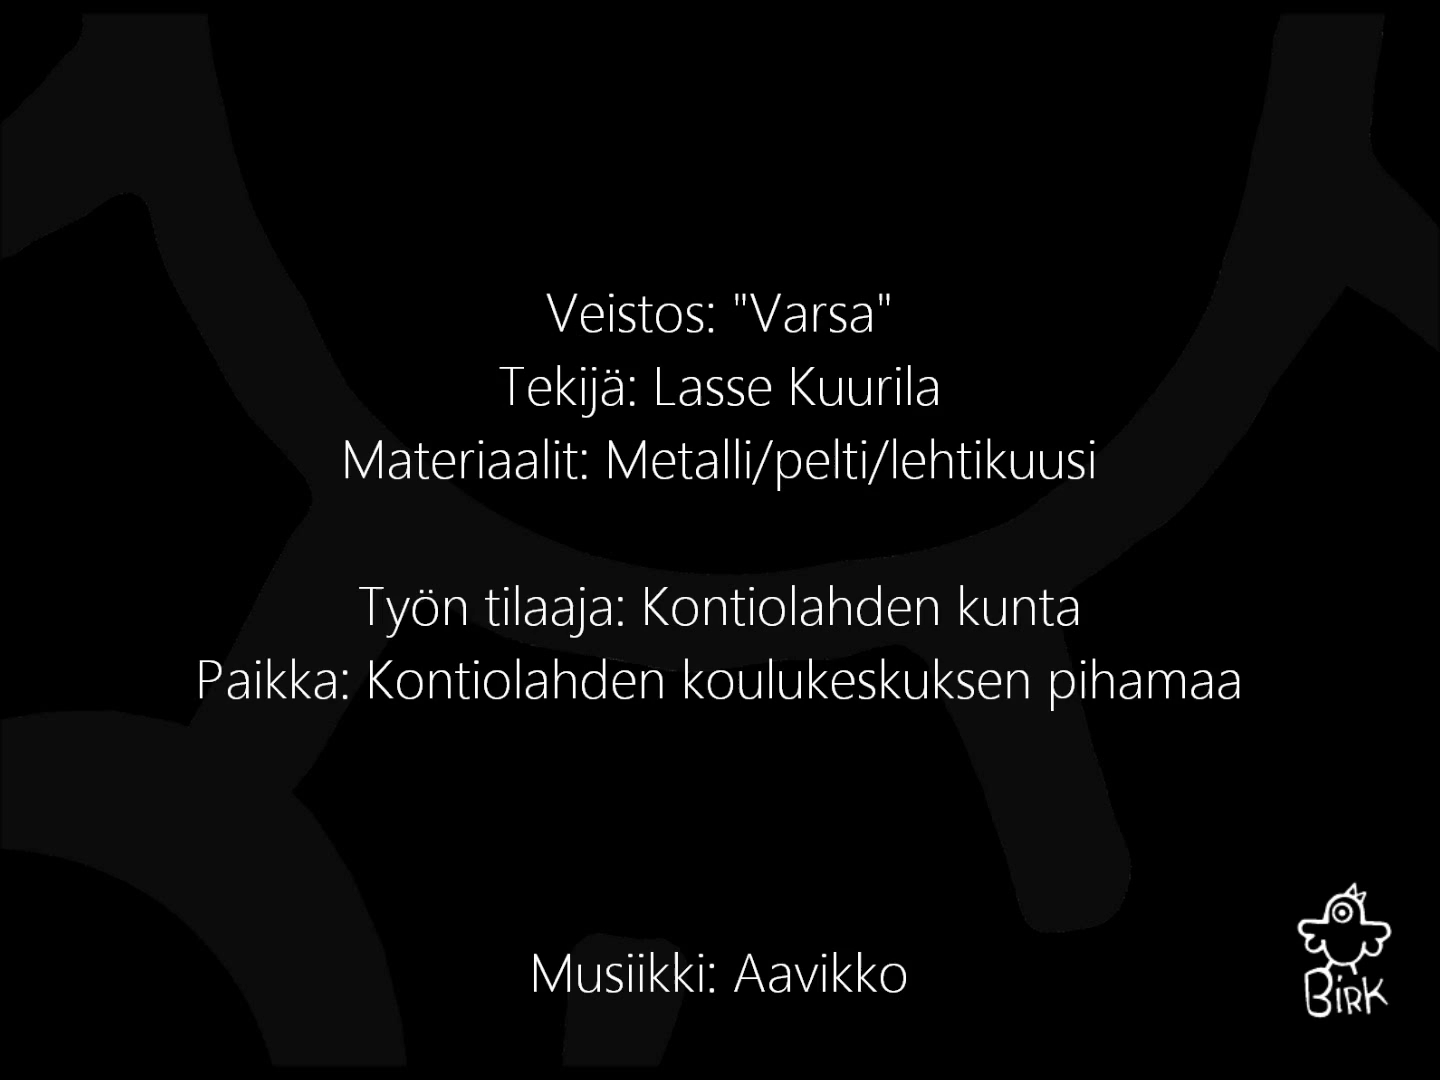 Veistos: "Varsa"
Tekijä: Lasse Kuurila
Materiaalit: Metalli/pelti/lehtikuusi
Työn tilaaja: Kontiolahden kunta
Paikka: Kontiolahden koulukeskuksen pihamaa
Musiikki: Aavikko
BiRK